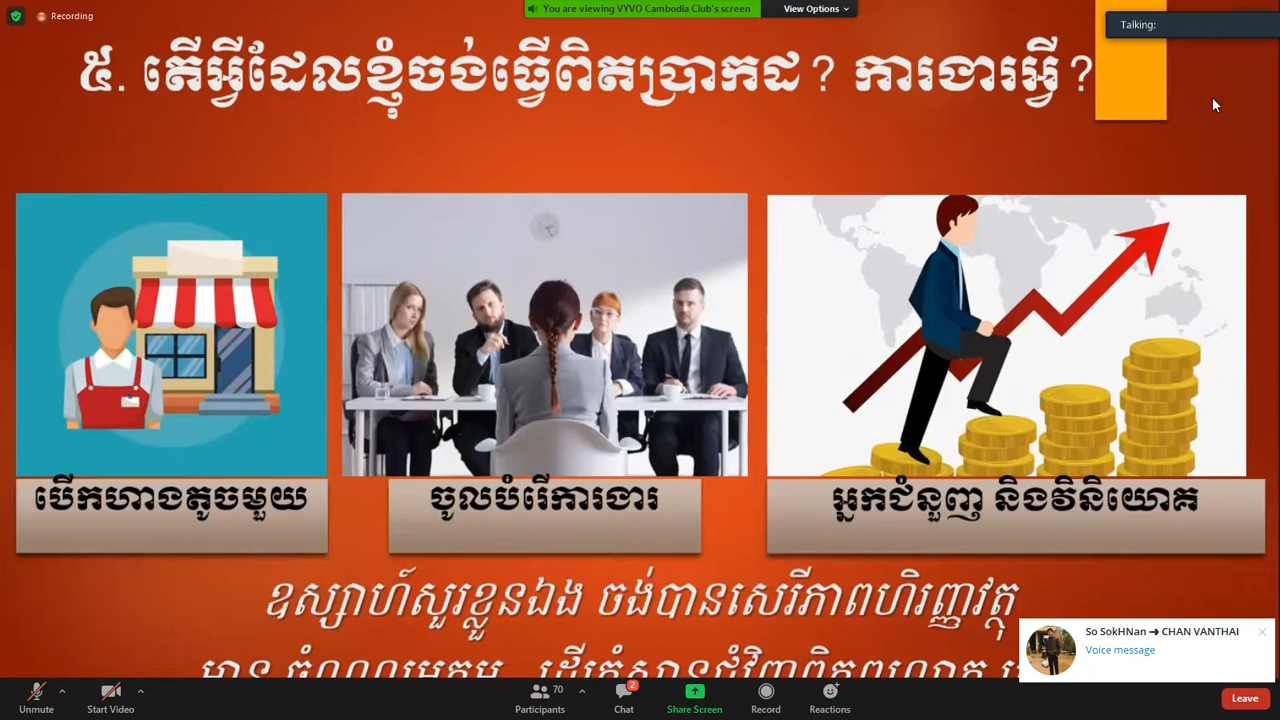 Recording
You are viewing VYVO Cambodia Club's screen
View Options
Talking:
៥. តើអ្វីដែលខ្ញុំចង់ធ្វើពិតប្រាកដ? ការងារអ្វី?
បើកហាងតូចមួយ
ចូលបំរើការងារ
អ្នកជំនួញ និងវិនិយោគ
ឧស្សាហ៍សួរខ្លួនឯង ចង់បានសេរីភាពហិរញ្ញវត្ថុ
មាន
So SokHNan ➜ CHAN VANTHAI
Voice message
70
2
Unmute
Start Video
Participants
Chat
Share Screen
Record
Reactions
Leave